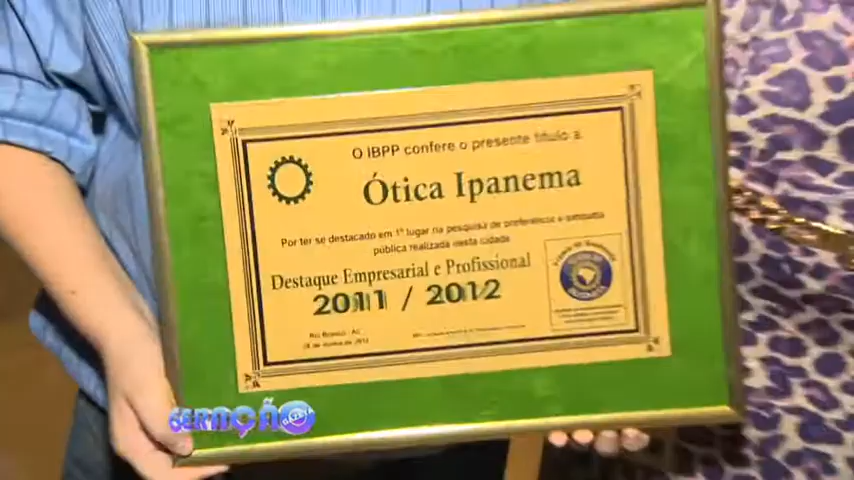 O IBPP confere o presente título a
Ótica Ipanema
Por ter se destacado em 1º lugar na pesquisa de preferência e simpatia
pública realizada nesta cidade
Destaque Empresarial e Profissional
2011 / 2012
Rio Branco - AC